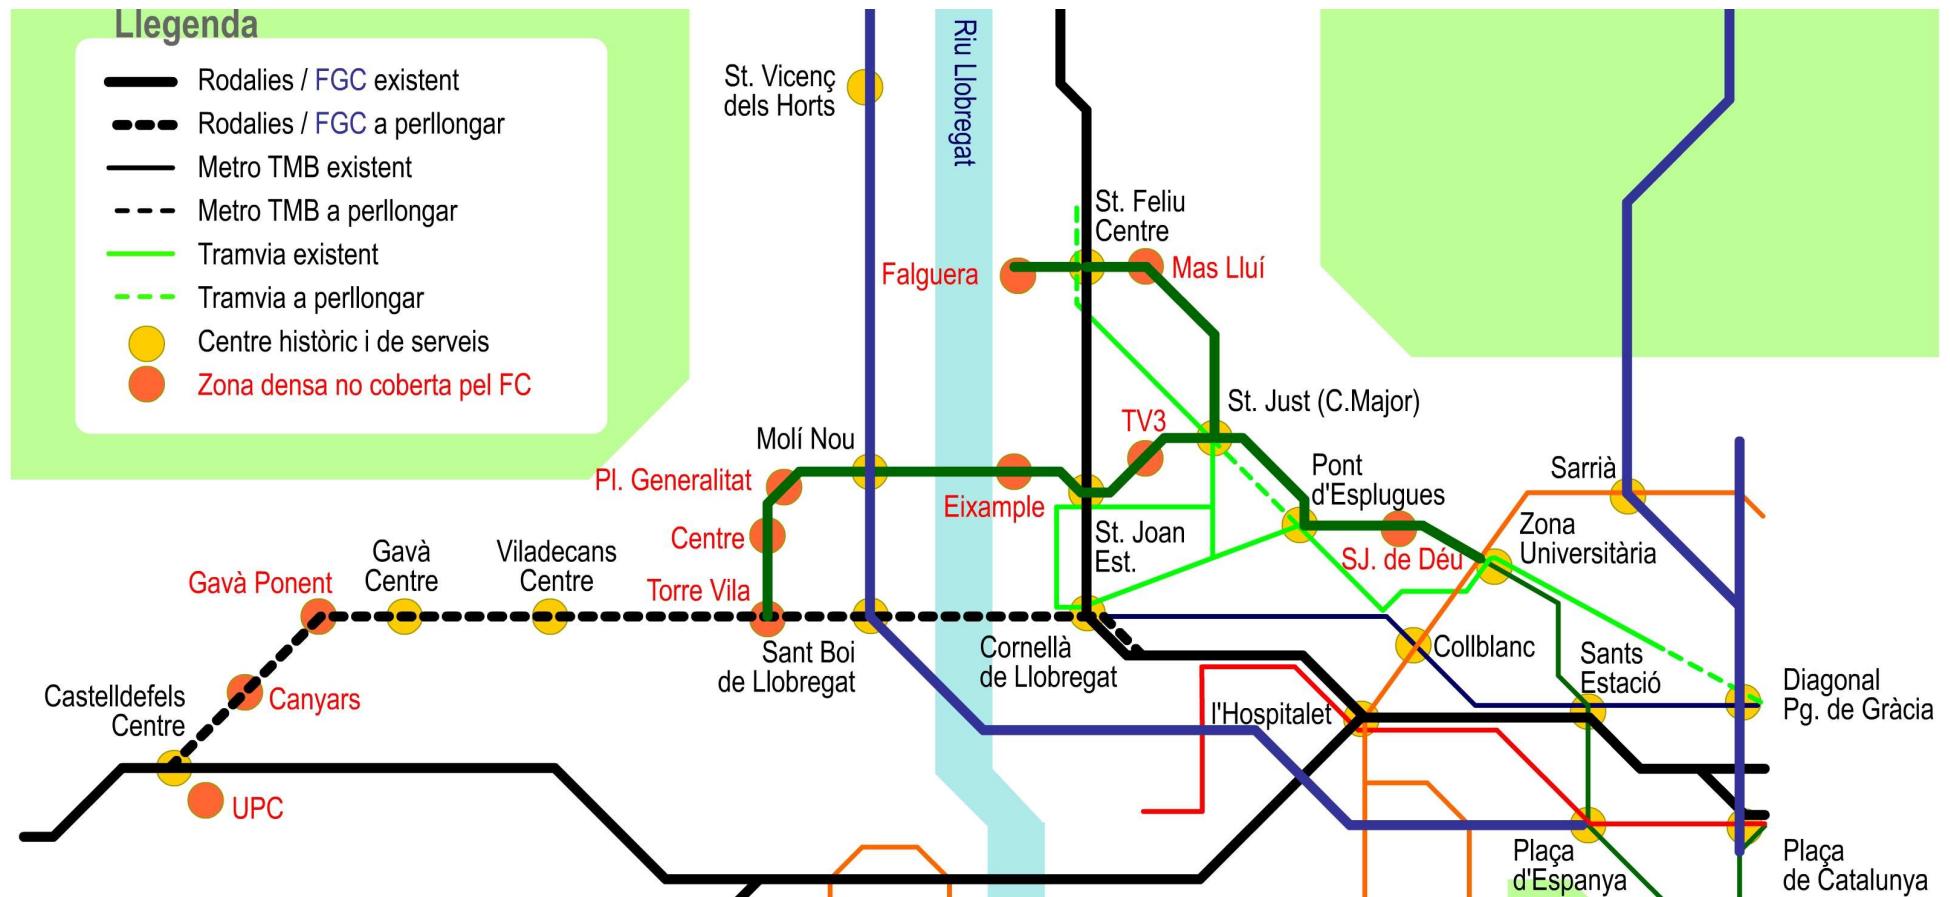 Llegenda
Rodalies / FGC existent
Rodalies / FGC a perllongar
Metro TMB existent
Metro TMB a perllongar
Tramvia existent
Tramvia a perllongar
Centre històric i de serveis
Zona densa no coberta pel FC
St. Vicenç
dels Horts
Riu Llobregat
St. Feliu
Centre
Falguera
Mas Lluí
St. Just (C.Major)
TV3
Molí Nou
Pl. Generalitat
Eixample
Pont
d'Esplugues
Sarrià
Centre
St. Joan
Est.
Zona
Universitària
SJ. de Déu
Gavà Ponent
Gavà
Centre
Viladecans
Centre
Torre Vila
Sant Boi
de Llobregat
Cornellà
de Llobregat
Collblanc
Sants
Estació
Castelldefels
Centre
Canyars
l'Hospitalet
Diagonal
Pg. de Gràcia
UPC
Plaça
d'Espanya
Plaça
de Catalunya